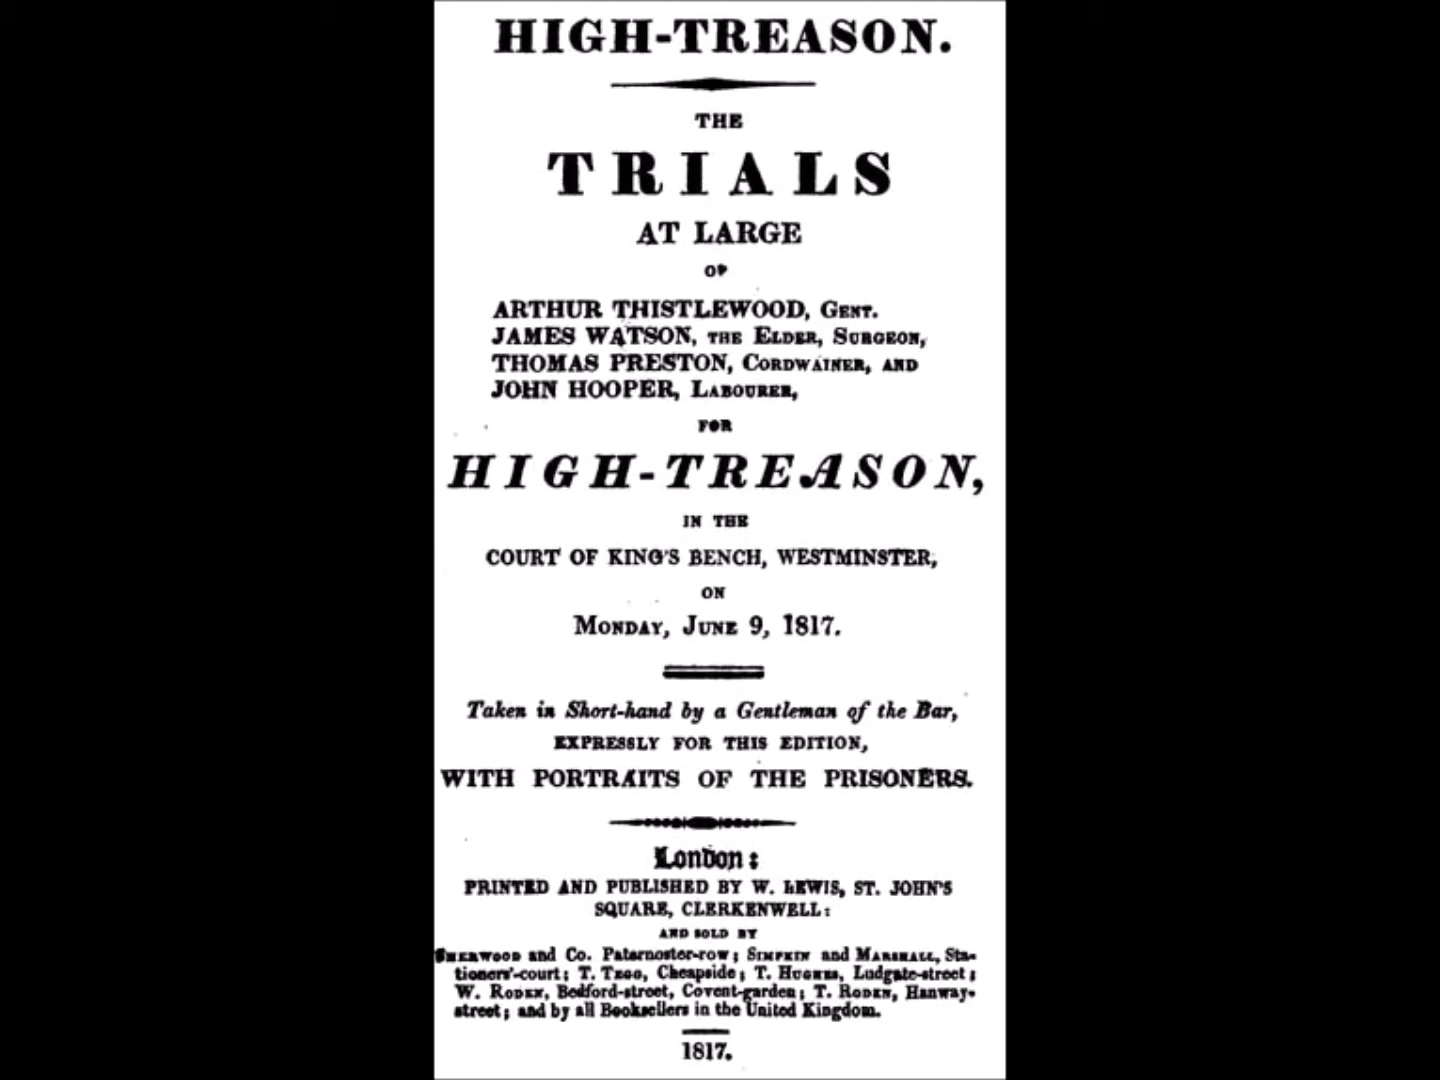 HIGH-TREASON.
THE
TRIALS
AT LARGE
OF
ARTHUR THISTLEWOOD, GENT.
JAMES WATSON, THE ELDER, SURGEON,
THOMAS PRESTON, CORDWAINER, AND
JOHN HOOPER, LABOURER,
FOR
HIGH-TREASON,
IN THE
COURT OF KING'S BENCH, WESTMINSTER,
ON
MONDAY, JUNE 9, 1817.
Taken in Short-hand by a Gentleman of the Bar,
EXPRESSLY FOR THIS EDITION,
WITH PORTRAITS OF THE PRISONERS.
London:
PRINTED AND PUBLISHED BY W. LEWIS, ST. JOHN'S
SQUARE, CLERKENWELL:
AND SOLD BY
SHERWOOD and Co. Paternoster-row; SIMPKIN and MARSHALL, Sta-
tioners'-court; T. TEGG, Cheapside; T. HUGHES, Ludgate-street;
W. RODEN, Bedford-street, Covent-garden; T. RODEN, Hanway-
street; and by all Booksellers in the United Kingdom.
1817.